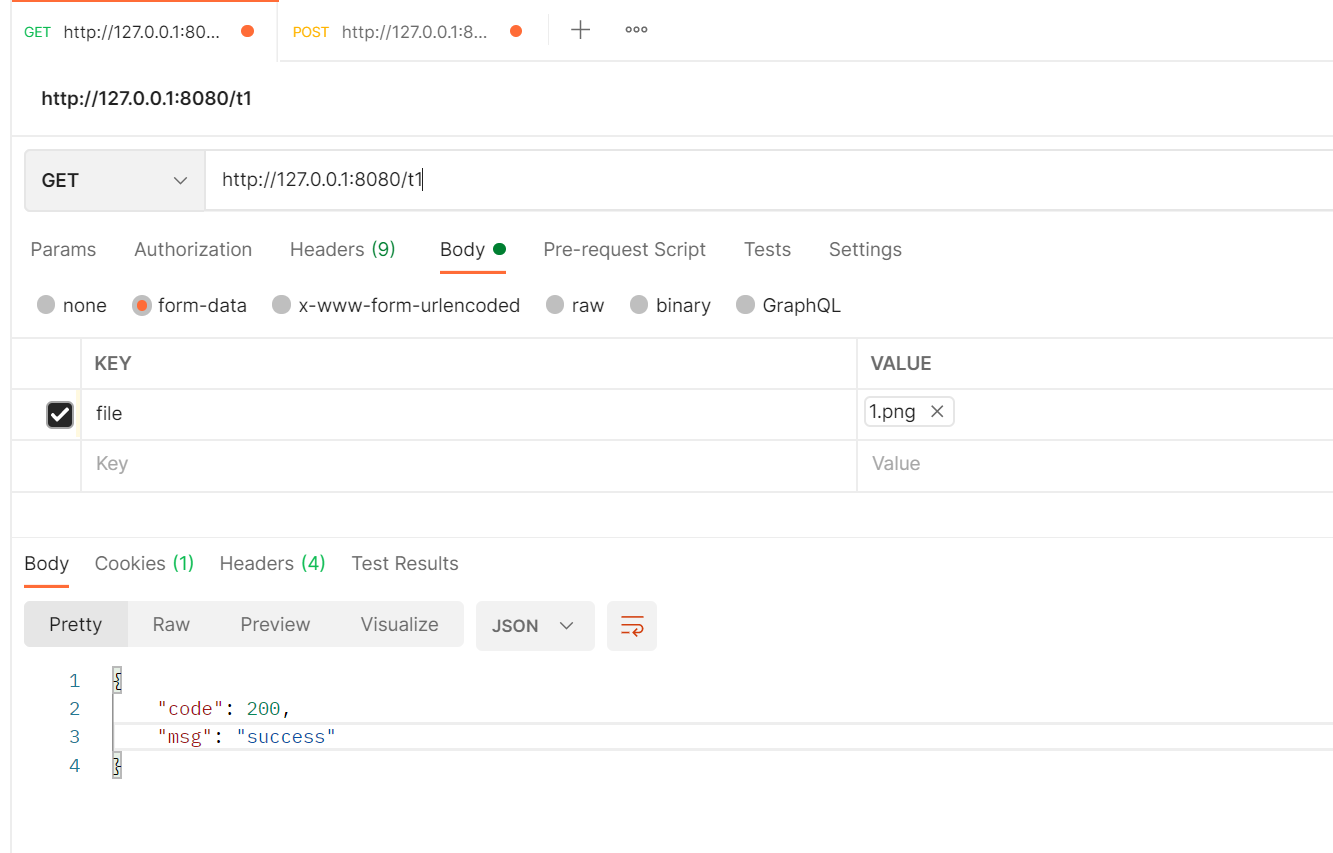 GET http://127.0.0.1:80... POST http://127.0.0.1:8...
http://127.0.0.1:8080/t1
GET http://127.0.0.1:8080/t1
Params Authorization Headers (9) Body Pre-request Script Tests Settings
none form-data x-www-form-urlencoded raw binary GraphQL
KEY VALUE
file 1.png
Key Value
Body Cookies (1) Headers (4) Test Results
Pretty Raw Preview Visualize JSON
1 {
2 "code": 200,
3 "msg": "success"
4 }